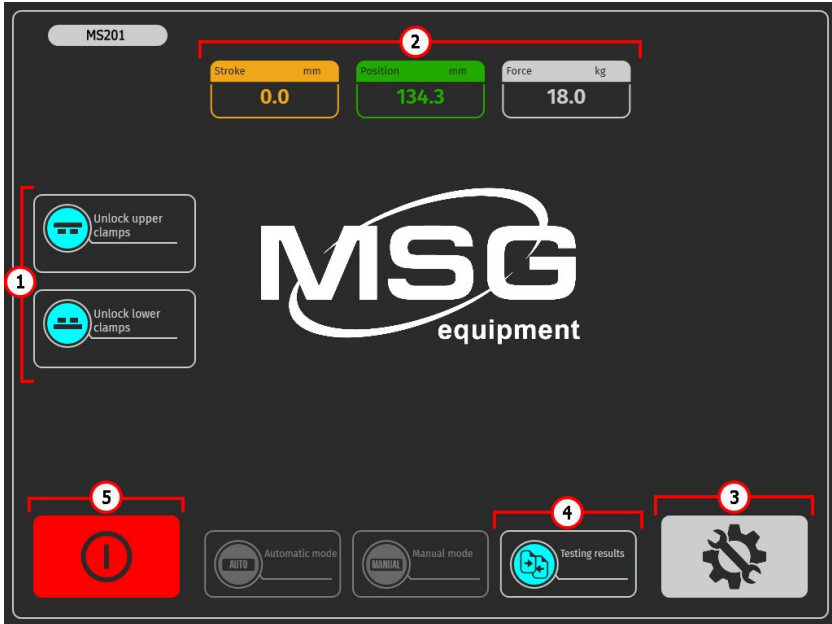 MS201
2
Stroke mm
Position mm
Force kg
0.0
134.3
18.0
1
Unlock upper
clamps
MSG
equipment
Unlock lower
clamps
5
4
3
AUTO
Automatic mode
MANUAL
Manual mode
Testing results